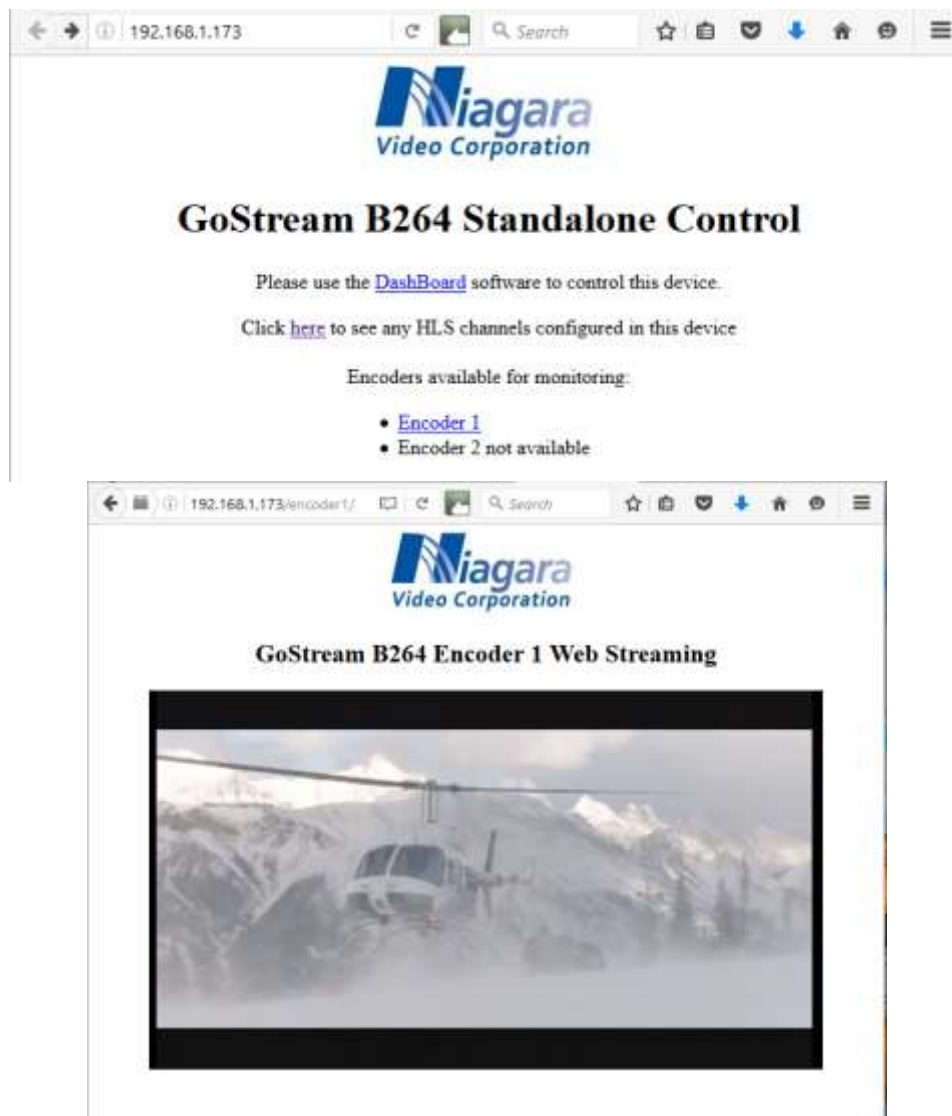 192.168.1.173
Search
Niagara
Video Corporation
GoStream B264 Standalone Control
Please use the DashBoard software to control this device.
Click here to see any HLS channels configured in this device
Encoders available for monitoring:
• Encoder 1
• Encoder 2 not available
192.168.1.173/encoder1/
Search
Niagara
Video Corporation
GoStream B264 Encoder 1 Web Streaming